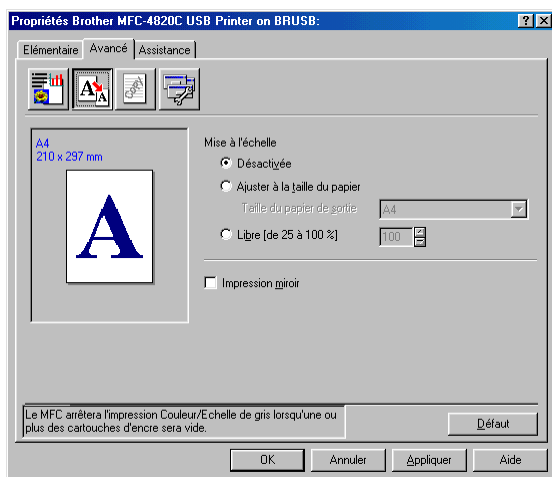 Propriétés Brother MFC-4820C USB Printer on BRUSB:
Elémentaire Avancé Assistance
A4
210 x 297 mm
A
Mise à l'échelle
Désactivée
Ajuster à la taille du papier
Taille du papier de sortie A4
Libre [de 25 à 100 %] 100
Impression miroir
Le MFC arrêtera l'impression Couleur/Echelle de gris lorsqu'une ou
plus des cartouches d'encre sera vide.
Défaut
OK Annuler Appliquer Aide